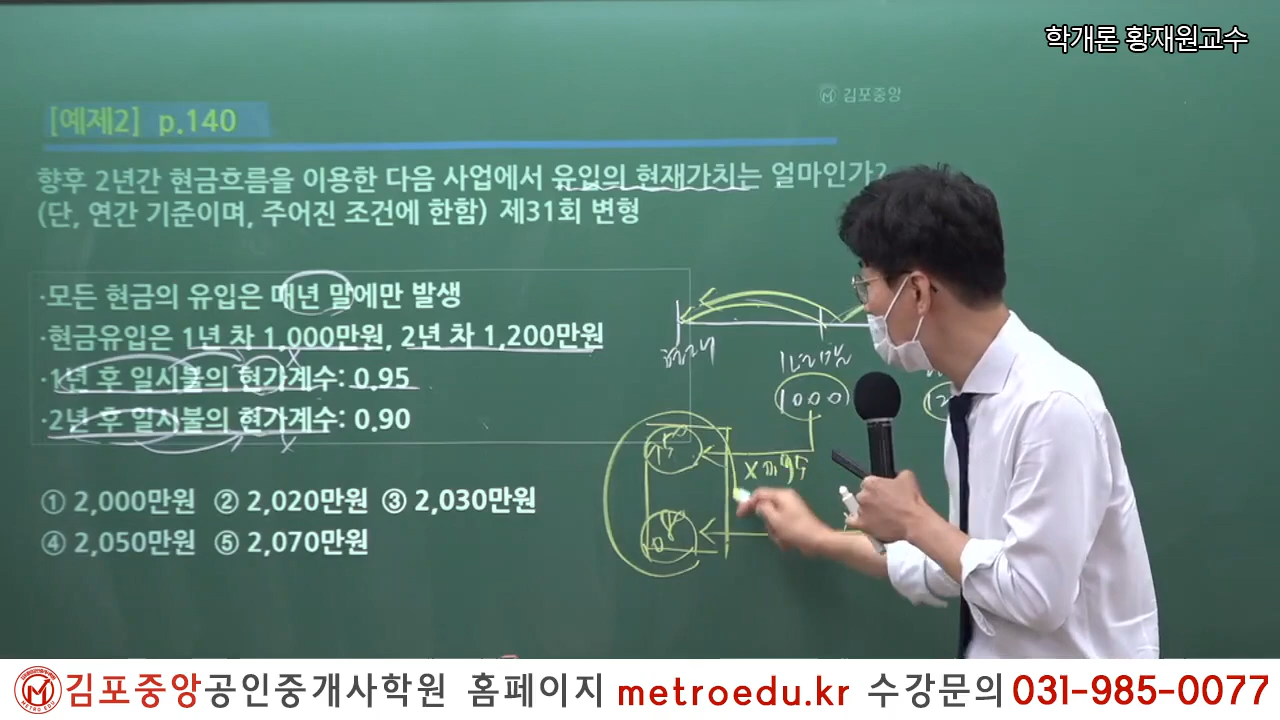 학개론 황재원교수
김포중앙
[예제2] p.140
향후 2년간 현금흐름을 이용한 다음 사업에서 유입의 현재가치는 얼마인가?
(단, 연간 기준이며, 주어진 조건에 한함) 제31회 변형
·모든 현금의 유입은 매년 말에만 발생
·현금유입은 1년 차 1,000만원, 2년 차 1,200만원
·1년 후 일시불의 현가계수: 0.95
·2년 후 일시불의 현가계수: 0.90
① 2,000만원 ② 2,020만원 ③ 2,030만원
④ 2,050만원 ⑤ 2,070만원
현재
1년말
1000
김포중앙공인중개사학원 홈페이지 metroedu.kr 수강문의 031-985-0077
METRO EDU